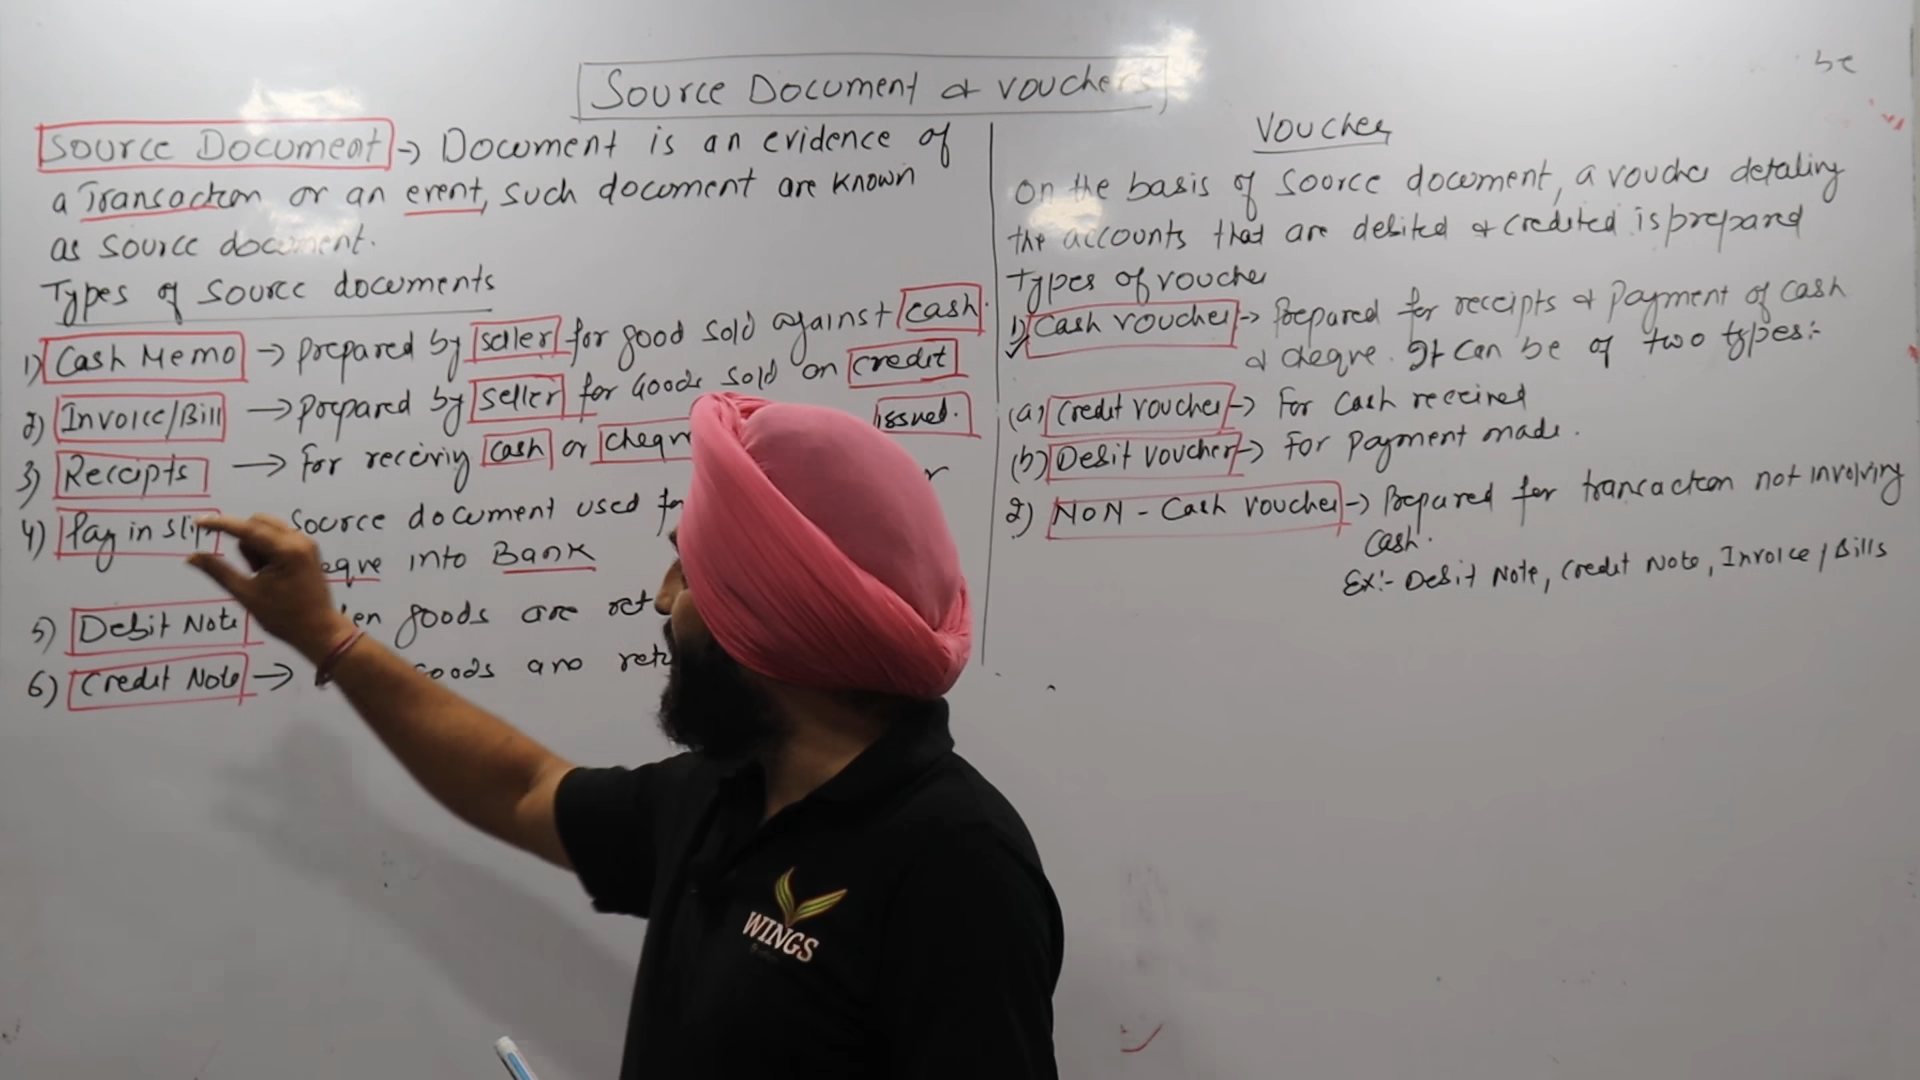 Source Document & vouchers
Source Document → Document is an evidence of
a Transaction or an event, such document are known
as source document.
Types of source documents
1) Cash Memo → prepared by seller for good sold against cash.
2) Invoice/Bill → prepared by seller for Goods sold on credit
3) Receipts → For receiving cash or issued.
4) Pay in slip Source document used
into Bank
5) Debit Note goods are
6) Credit Note → are
Voucher
on the basis of source document, a voucher detailing
the accounts that are debited & credited is prepared
Types of voucher
1) Cash voucher → Prepared for receipts & Payment of cash
& cheque. It can be of two types:-
(a) Credit voucher → For cash received
(b) Debit voucher → For payment made.
2) NON - Cash voucher → Prepared for transaction not involving
Cash.
Ex:- Debit Note, Credit Note, Invoice / Bills
WINGS